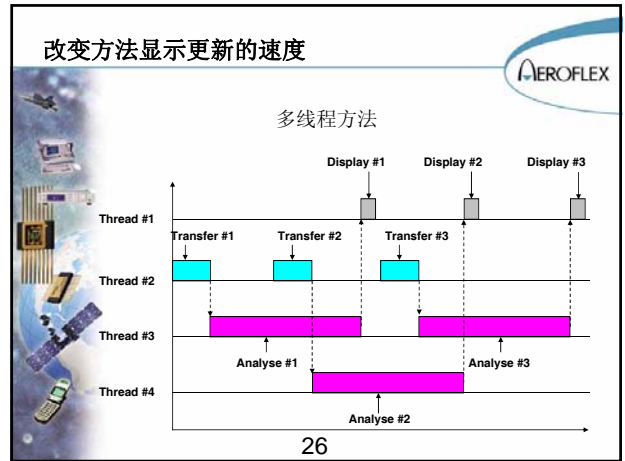 改变方法显示更新的速度
AEROFLEX
多线程方法
Display #1 Display #2 Display #3
Thread #1
Transfer #1 Transfer #2 Transfer #3
Thread #2
Thread #3
Analyse #1 Analyse #3
Thread #4
Analyse #2
26